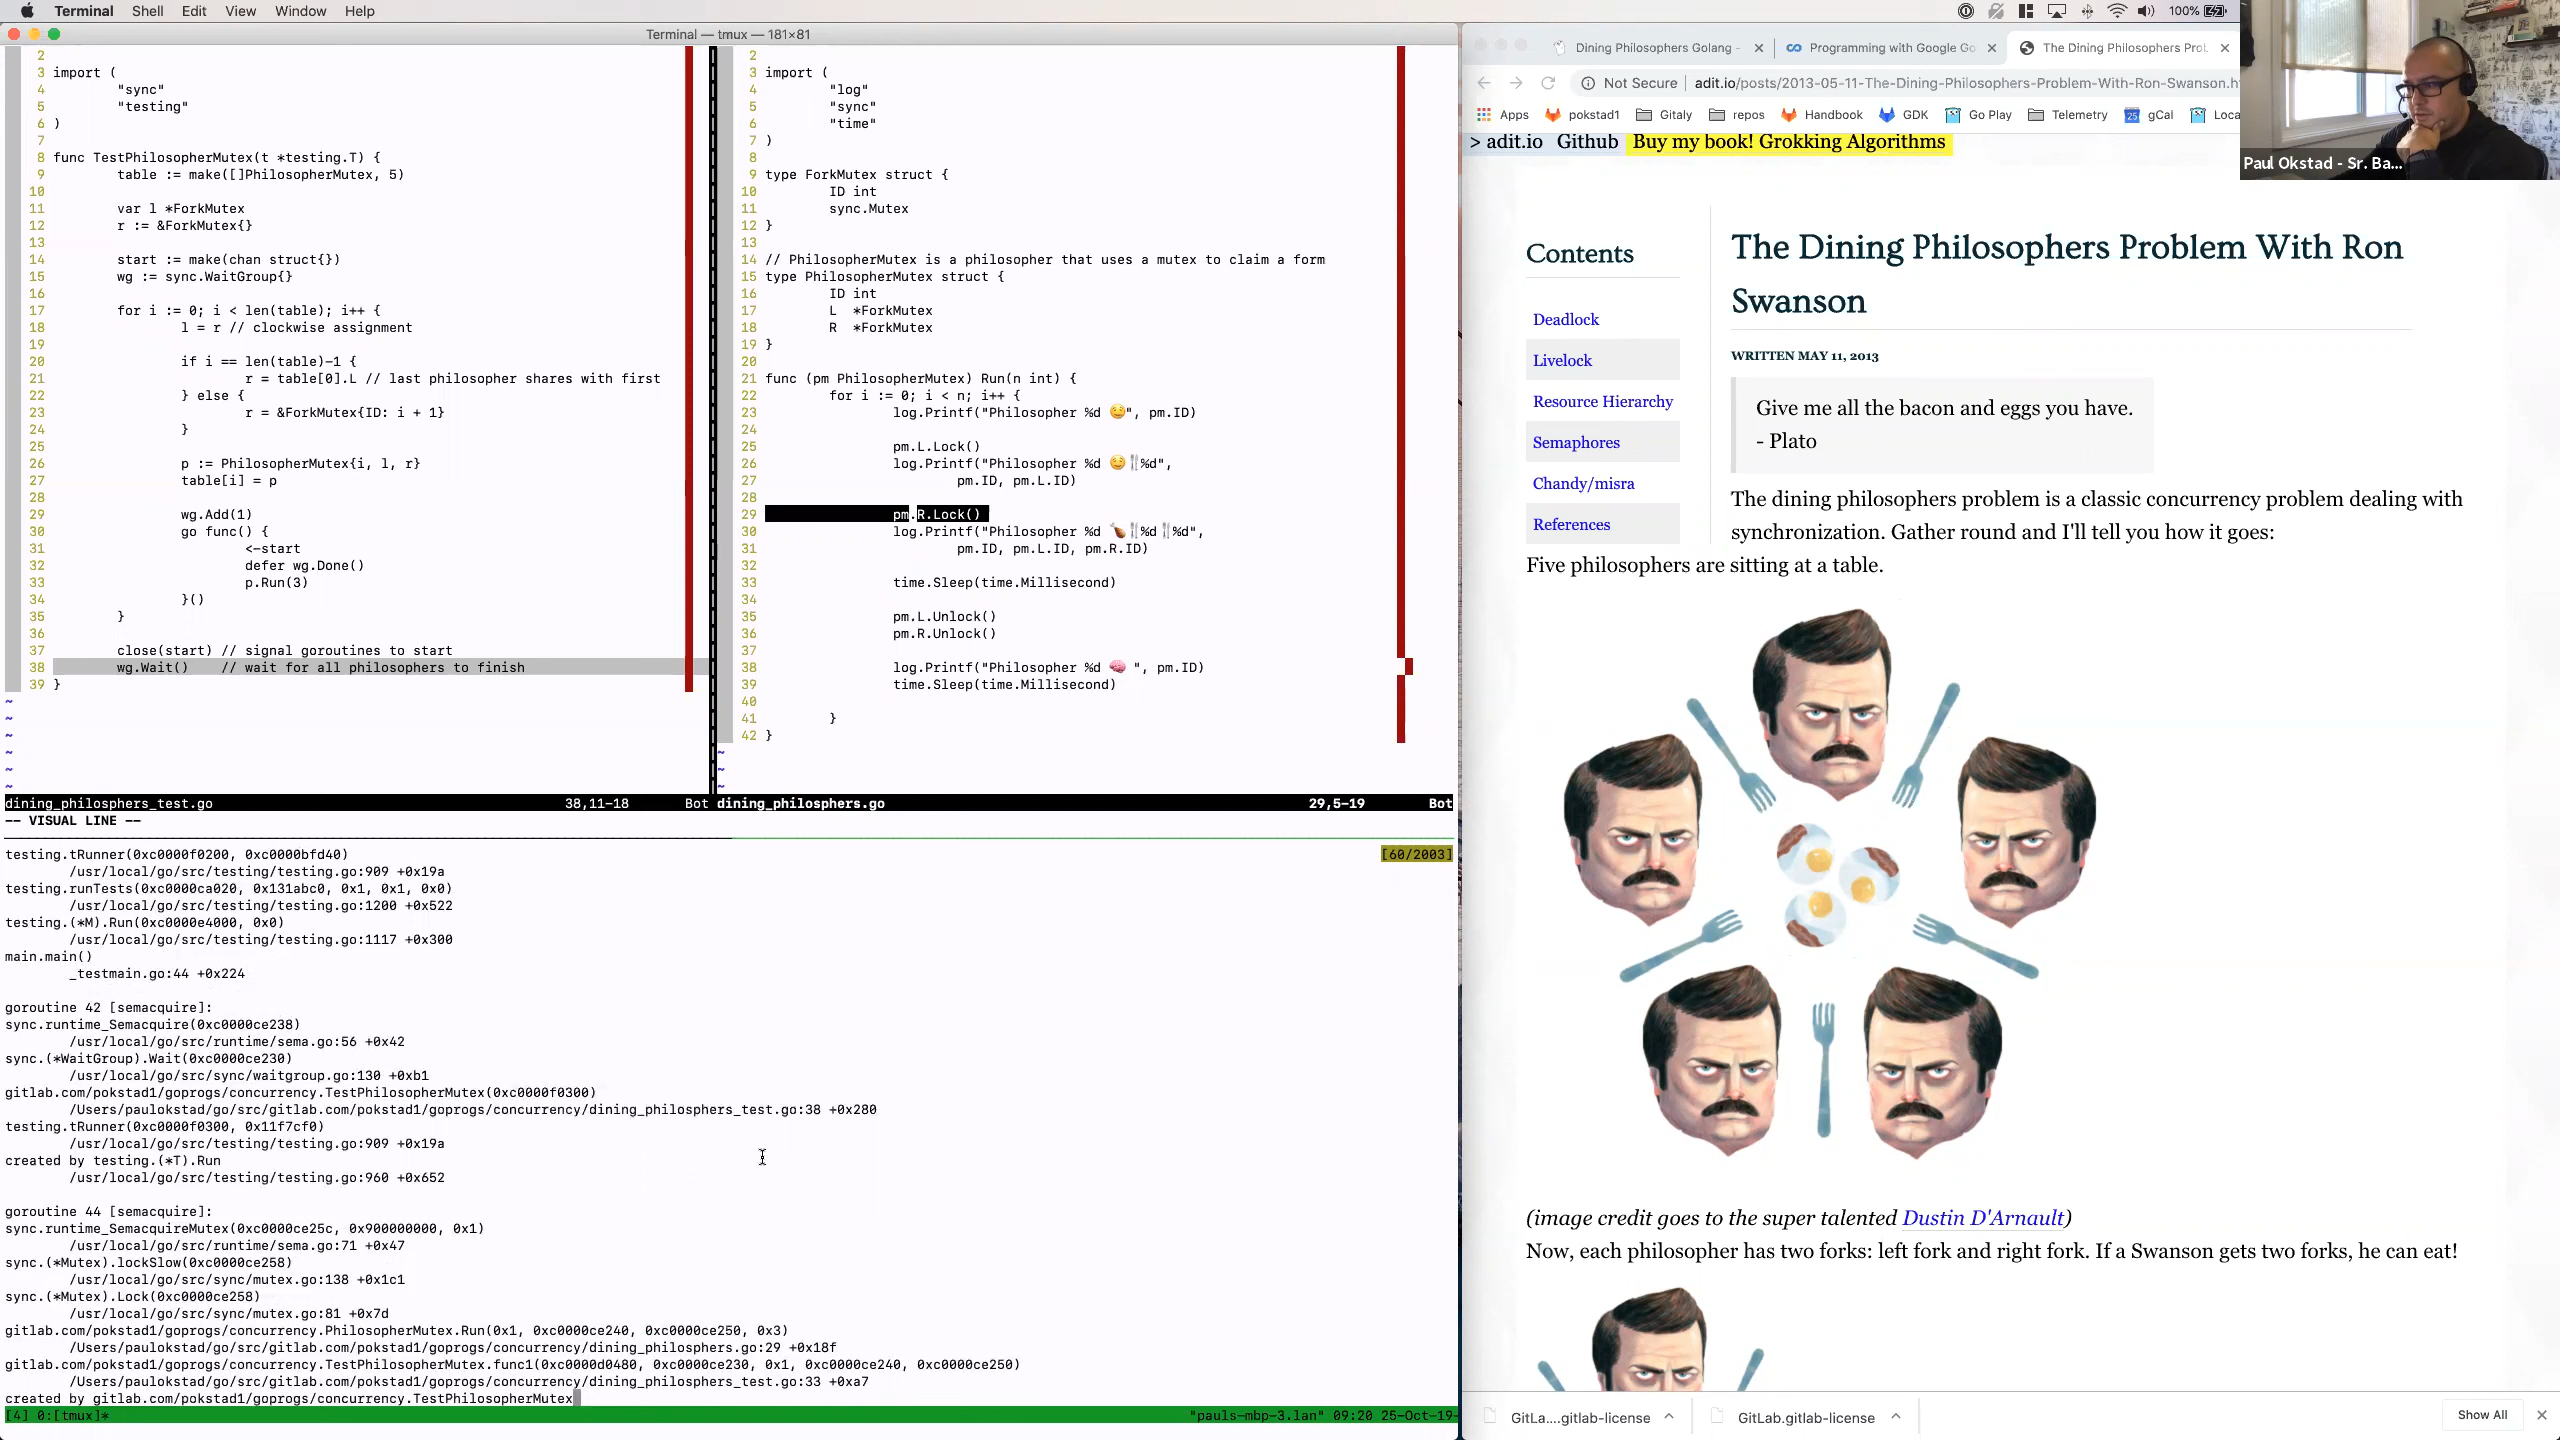 Terminal Shell Edit View Window Help
100%
Terminal — tmux — 181×81
2
3 import (
4 "sync"
5 "testing"
6 )
7
8 func TestPhilosopherMutex(t *testing.T) {
9 table := make([]PhilosopherMutex, 5)
10
11 var l *ForkMutex
12 r := &ForkMutex{}
13
14 start := make(chan struct{})
15 wg := sync.WaitGroup{}
16
17 for i := 0; i < len(table); i++ {
18 l = r // clockwise assignment
19
20 if i == len(table)-1 {
21 r = table[0].L // last philosopher shares with first
22 } else {
23 r = &ForkMutex{ID: i + 1}
24 }
25
26 p := PhilosopherMutex{i, l, r}
27 table[i] = p
28
29 wg.Add(1)
30 go func() {
31 <-start
32 defer wg.Done()
33 p.Run(3)
34 }()
35 }
36
37 close(start) // signal goroutines to start
38 wg.Wait() // wait for all philosophers to finish
39 }
~
~
~
~
~
~
dining_philosphers_test.go 38,11-18 Bot
2
3 import (
4 "log"
5 "sync"
6 "time"
7 )
8
9 type ForkMutex struct {
10 ID int
11 sync.Mutex
12 }
13
14 // PhilosopherMutex is a philosopher that uses a mutex to claim a form
15 type PhilosopherMutex struct {
16 ID int
17 L *ForkMutex
18 R *ForkMutex
19 }
20
21 func (pm PhilosopherMutex) Run(n int) {
22 for i := 0; i < n; i++ {
23 log.Printf("Philosopher %d 😋", pm.ID)
24
25 pm.L.Lock()
26 log.Printf("Philosopher %d 😋🍴%d",
27 pm.ID, pm.L.ID)
28
29 pm.R.Lock()
30 log.Printf("Philosopher %d 🍗🍴%d🍴%d",
31 pm.ID, pm.L.ID, pm.R.ID)
32
33 time.Sleep(time.Millisecond)
34
35 pm.L.Unlock()
36 pm.R.Unlock()
37
38 log.Printf("Philosopher %d 🧠 ", pm.ID)
39 time.Sleep(time.Millisecond)
40
41 }
42 }
~
~
~
dining_philosphers.go 29,5-19 Bot
-- VISUAL LINE --
[60/2003]
testing.tRunner(0xc0000f0200, 0xc0000bfd40)
/usr/local/go/src/testing/testing.go:909 +0x19a
testing.runTests(0xc0000ca020, 0x131abc0, 0x1, 0x1, 0x0)
/usr/local/go/src/testing/testing.go:1200 +0x522
testing.(*M).Run(0xc0000e4000, 0x0)
/usr/local/go/src/testing/testing.go:1117 +0x300
main.main()
_testmain.go:44 +0x224
goroutine 42 [semacquire]:
sync.runtime_Semacquire(0xc0000ce238)
/usr/local/go/src/runtime/sema.go:56 +0x42
sync.(*WaitGroup).Wait(0xc0000ce230)
/usr/local/go/src/sync/waitgroup.go:130 +0xb1
gitlab.com/pokstad1/goprogs/concurrency.TestPhilosopherMutex(0xc0000f0300)
/Users/paulokstad/go/src/gitlab.com/pokstad1/goprogs/concurrency/dining_philosphers_test.go:38 +0x280
testing.tRunner(0xc0000f0300, 0x11f7cf0)
/usr/local/go/src/testing/testing.go:909 +0x19a
created by testing.(*T).Run
/usr/local/go/src/testing/testing.go:960 +0x652
goroutine 44 [semacquire]:
sync.runtime_SemacquireMutex(0xc0000ce25c, 0x900000000, 0x1)
/usr/local/go/src/runtime/sema.go:71 +0x47
sync.(*Mutex).lockSlow(0xc0000ce258)
/usr/local/go/src/sync/mutex.go:138 +0x1c1
sync.(*Mutex).Lock(0xc0000ce258)
/usr/local/go/src/sync/mutex.go:81 +0x7d
gitlab.com/pokstad1/goprogs/concurrency.PhilosopherMutex.Run(0x1, 0xc0000ce240, 0xc0000ce250, 0x3)
/Users/paulokstad/go/src/gitlab.com/pokstad1/goprogs/concurrency/dining_philosphers.go:29 +0x18f
gitlab.com/pokstad1/goprogs/concurrency.TestPhilosopherMutex.func1(0xc0000d0480, 0xc0000ce230, 0x1, 0xc0000ce240, 0xc0000ce250)
/Users/paulokstad/go/src/gitlab.com/pokstad1/goprogs/concurrency/dining_philosphers_test.go:33 +0xa7
created by gitlab.com/pokstad1/goprogs/concurrency.TestPhilosopherMutex
[4] 0:[tmux]* "pauls-mbp-3.lan" 09:20 25-Oct-19
Dining Philosophers Golang - Programming with Google Go The Dining Philosophers Prol
Not Secure adit.io/posts/2013-05-11-The-Dining-Philosophers-Problem-With-Ron-Swanson.h
Apps pokstad1 Gitaly repos Handbook GDK Go Play Telemetry gCal Loca
Paul Okstad - Sr. Ba...
> adit.io Github Buy my book! Grokking Algorithms
Contents
Deadlock
Livelock
Resource Hierarchy
Semaphores
Chandy/misra
References
The Dining Philosophers Problem With Ron
Swanson
WRITTEN MAY 11, 2013
Give me all the bacon and eggs you have.
- Plato
The dining philosophers problem is a classic concurrency problem dealing with
synchronization. Gather round and I'll tell you how it goes:
Five philosophers are sitting at a table.
(image credit goes to the super talented Dustin D'Arnault)
Now, each philosopher has two forks: left fork and right fork. If a Swanson gets two forks, he can eat!
GitLa....gitlab-license GitLab.gitlab-license Show All